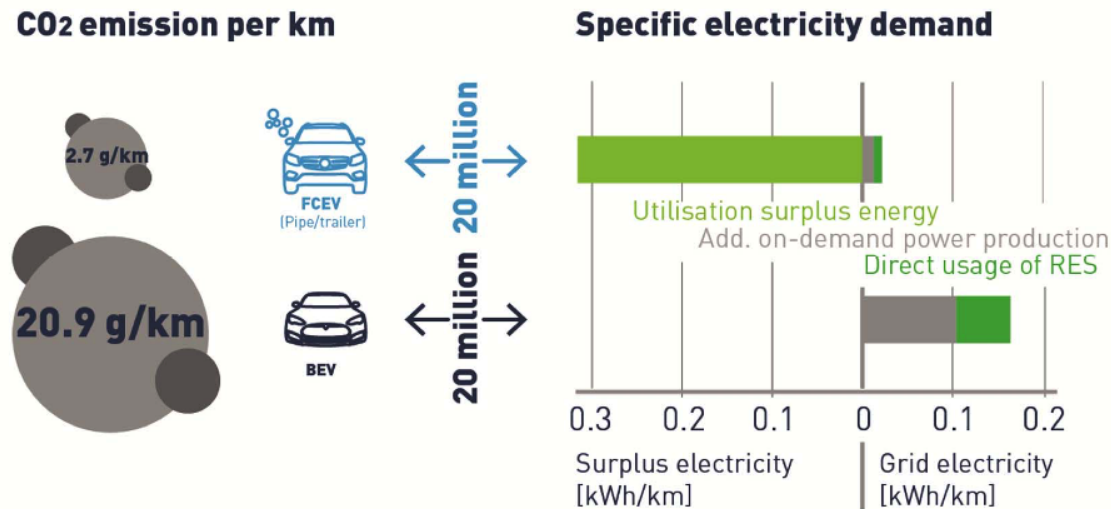 CO2 emission per km
2.7 g/km
FCEV
(Pipe/trailer)
20 million
20.9 g/km
BEV
20 million
Specific electricity demand
Utilisation surplus energy
Add. on-demand power production
Direct usage of RES
0.3 0.2 0.1 0 0.1 0.2
Surplus electricity
[kWh/km]
Grid electricity
[kWh/km]